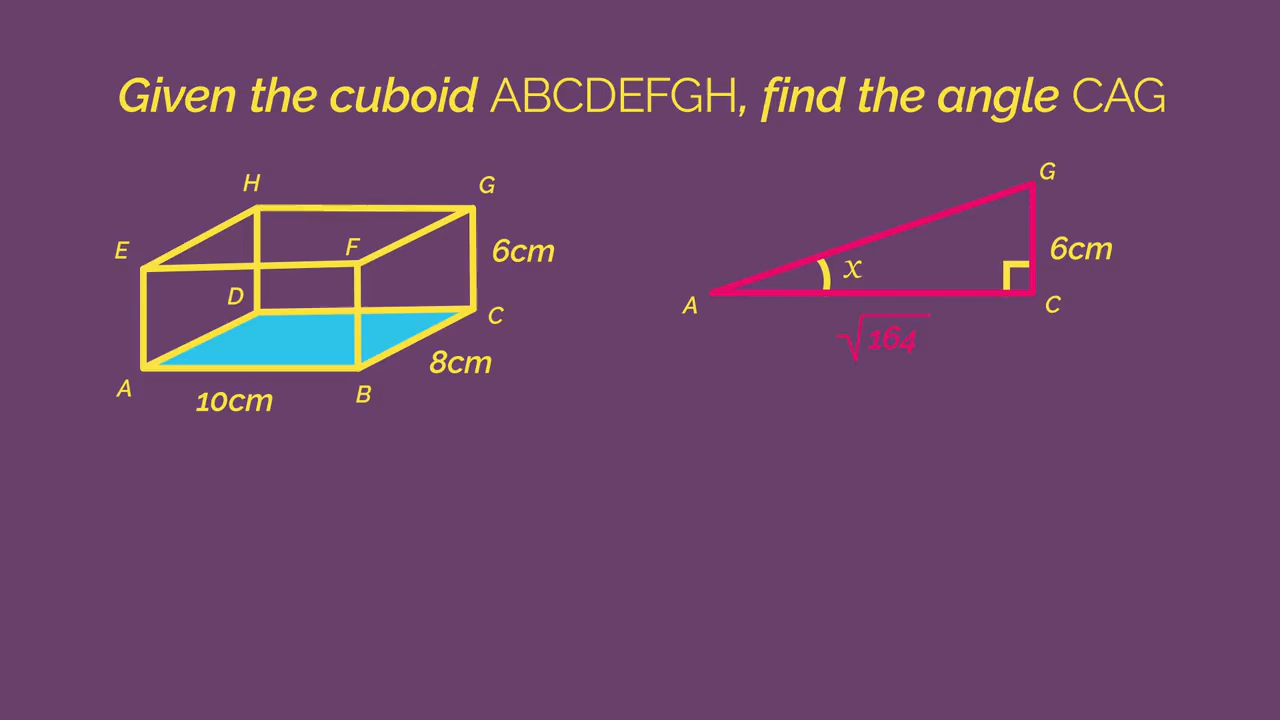 Given the cuboid ABCDEFGH, find the angle CAG
H
G
E
F
6cm
D
C
8cm
A
10cm
B
G
6cm
x
A
C
√164